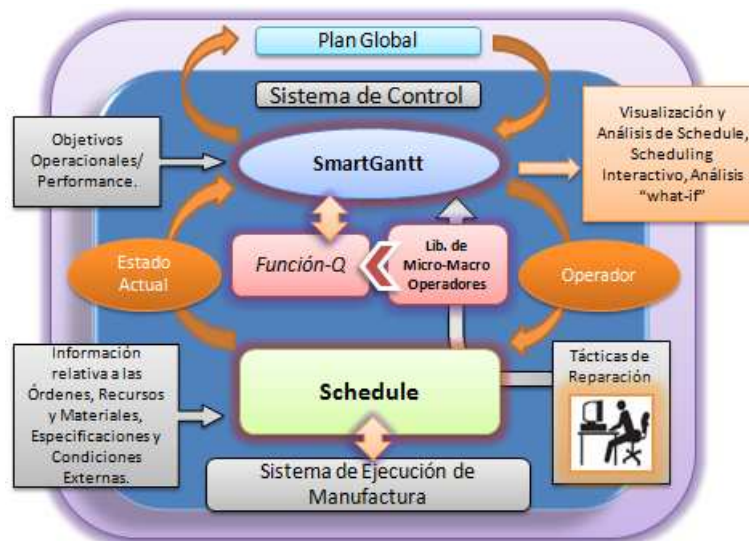 Plan Global
Sistema de Control
Objetivos
Operacionales/
Performance.
SmartGantt
Visualización y
Análisis de Schedule,
Scheduling
Interactivo, Análisis
“what-if”
Estado
Actual
Función-Q
Lib. de
Micro-Macro
Operadores
Operador
Información
relativa a las
Órdenes, Recursos
y Materiales,
Especificaciones y
Condiciones
Externas.
Schedule
Tácticas de
Reparación
Sistema de Ejecución de
Manufactura